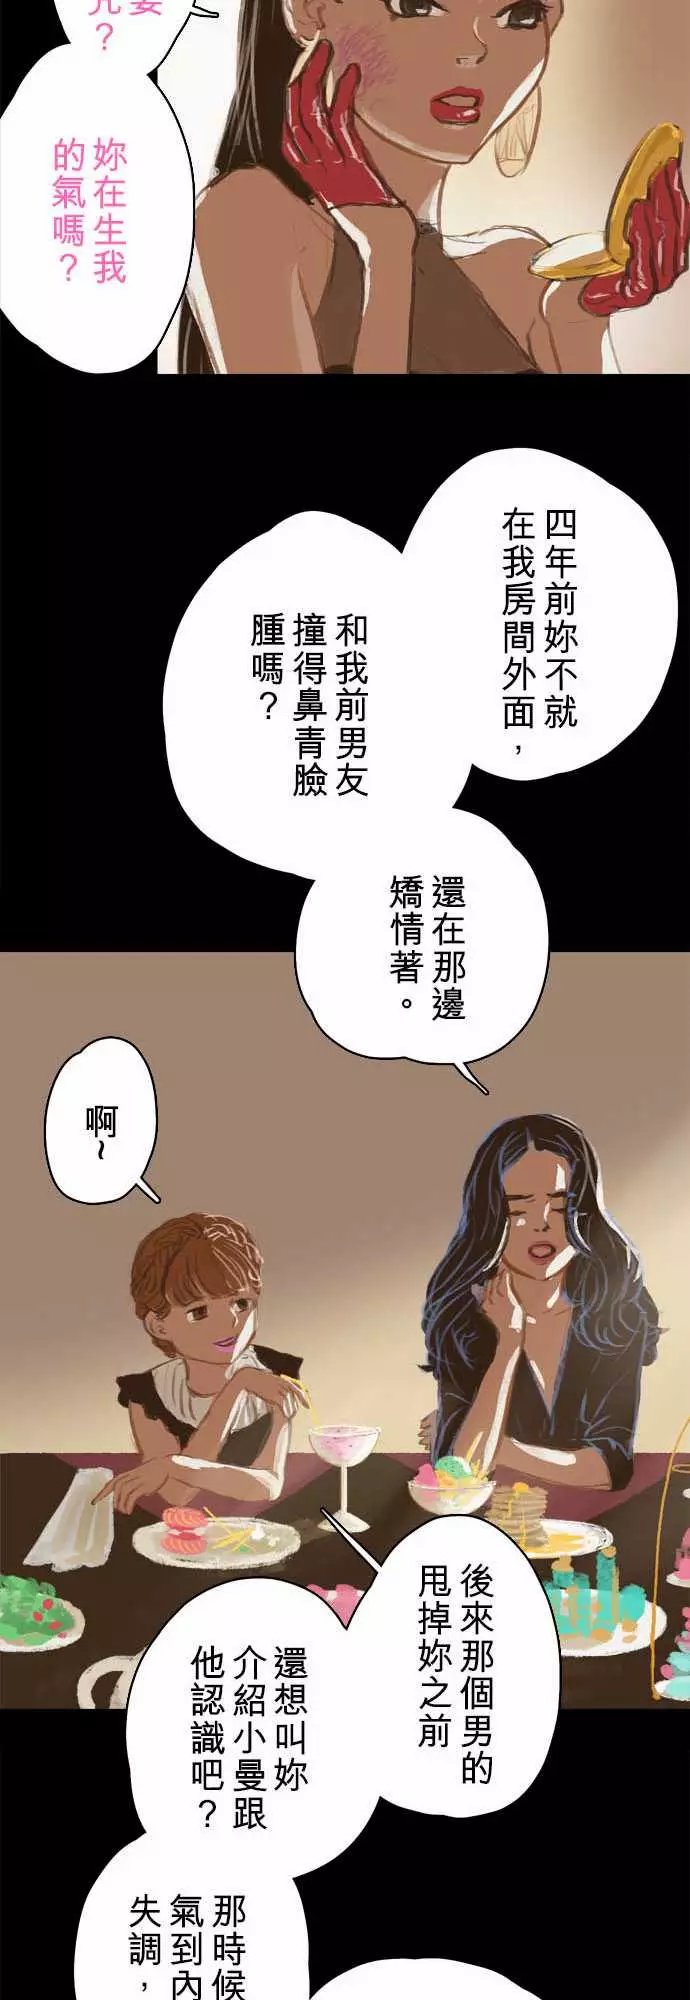 妳在生我
的氣嗎？
四年前妳不就
在我房間外面，
和我前男友
撞得鼻青臉
腫嗎？
還在那邊
矯情著。
啊~
後來那個男的
甩掉妳之前
還想叫妳
介紹小曼跟
他認識吧？
那時候
氣到內
失調，